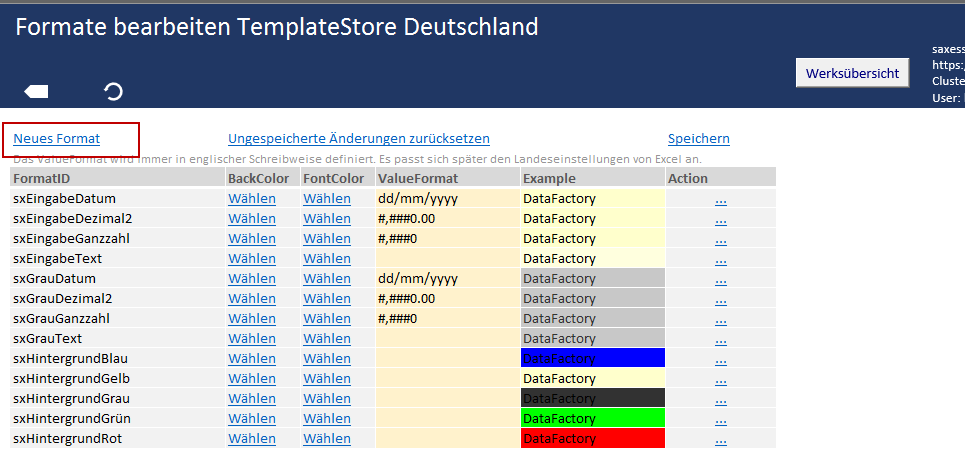 Formate bearbeiten TemplateStore Deutschland
saxess
https:/
Werksübersicht
Cluste
User:
Neues Format Ungespeicherte Änderungen zurücksetzen Speichern
Das ValueFormat wird immer in englischer Schreibweise definiert. Es passt sich später den Landeseinstellungen von Excel an.
FormatID BackColor FontColor ValueFormat Example Action
sxEingabeDatum Wählen Wählen dd/mm/yyyy DataFactory ...
sxEingabeDezimal2 Wählen Wählen #,###0.00 DataFactory ...
sxEingabeGanzzahl Wählen Wählen #,###0 DataFactory ...
sxEingabeText Wählen Wählen DataFactory ...
sxGrauDatum Wählen Wählen dd/mm/yyyy DataFactory ...
sxGrauDezimal2 Wählen Wählen #,###0.00 DataFactory ...
sxGrauGanzzahl Wählen Wählen #,###0 DataFactory ...
sxGrauText Wählen Wählen DataFactory ...
sxHintergrundBlau Wählen Wählen DataFactory ...
sxHintergrundGelb Wählen Wählen DataFactory ...
sxHintergrundGrau Wählen Wählen DataFactory ...
sxHintergrundGrün Wählen Wählen DataFactory ...
sxHintergrundRot Wählen Wählen DataFactory ...